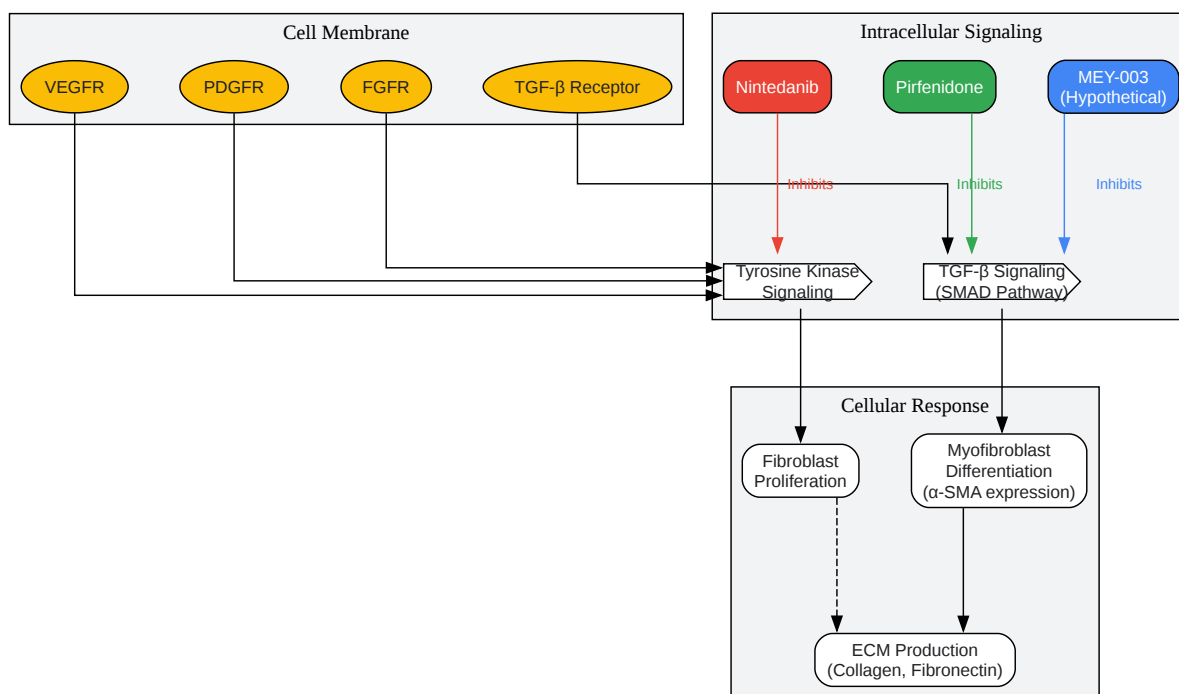 Cell Membrane
VEGFR
PDGFR
FGFR
TGF-β Receptor
Intracellular Signaling
Nintedanib
Pirfenidone
MEY-003
(Hypothetical)
Inhibits
Inhibits
Inhibits
Tyrosine Kinase
Signaling
TGF-β Signaling
(SMAD Pathway)
Cellular Response
Fibroblast
Proliferation
Myofibroblast
Differentiation
(α-SMA expression)
ECM Production
(Collagen, Fibronectin)